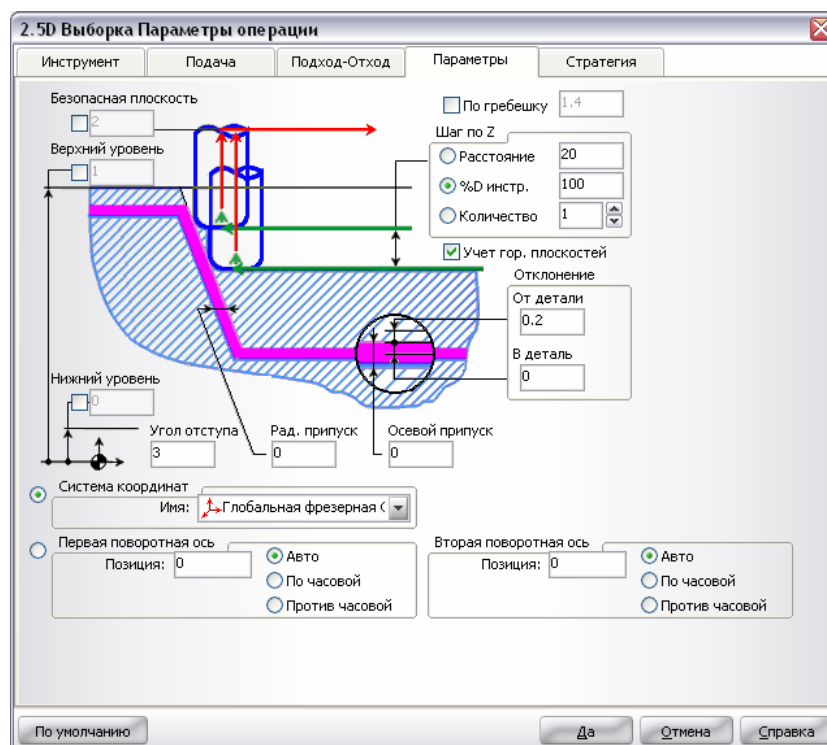 2.5D Выборка Параметры операции
Инструмент
Подача
Подход-Отход
Параметры
Стратегия
Безопасная плоскость
2
Верхний уровень
1
По гребешку
1.4
Шаг по Z
Расстояние
20
%D инстр.
100
Количество
1
Учет гор. плоскостей
Отклонение
От детали
0.2
В деталь
0
Нижний уровень
0
Угол отступа
3
Рад. припуск
0
Осевой припуск
0
Система координат
Имя:
Глобальная фрезерная С
Первая поворотная ось
Позиция:
0
Авто
По часовой
Против часовой
Вторая поворотная ось
Позиция:
0
Авто
По часовой
Против часовой
По умолчанию
Да
Отмена
Справка